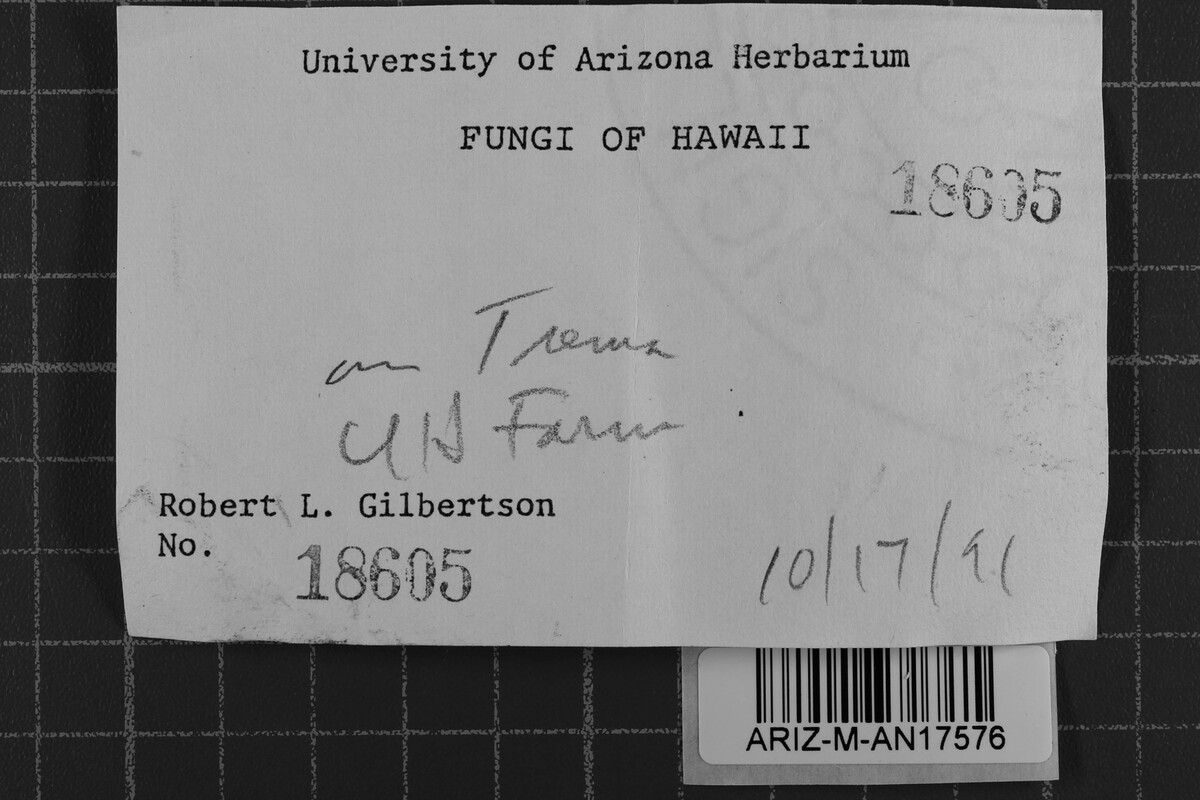 University of Arizona Herbarium
FUNGI OF HAWAII
18605
on Trema
UH Farm
Robert L. Gilbertson
No. 18605
10/17/91
ARIZ-M-AN17576